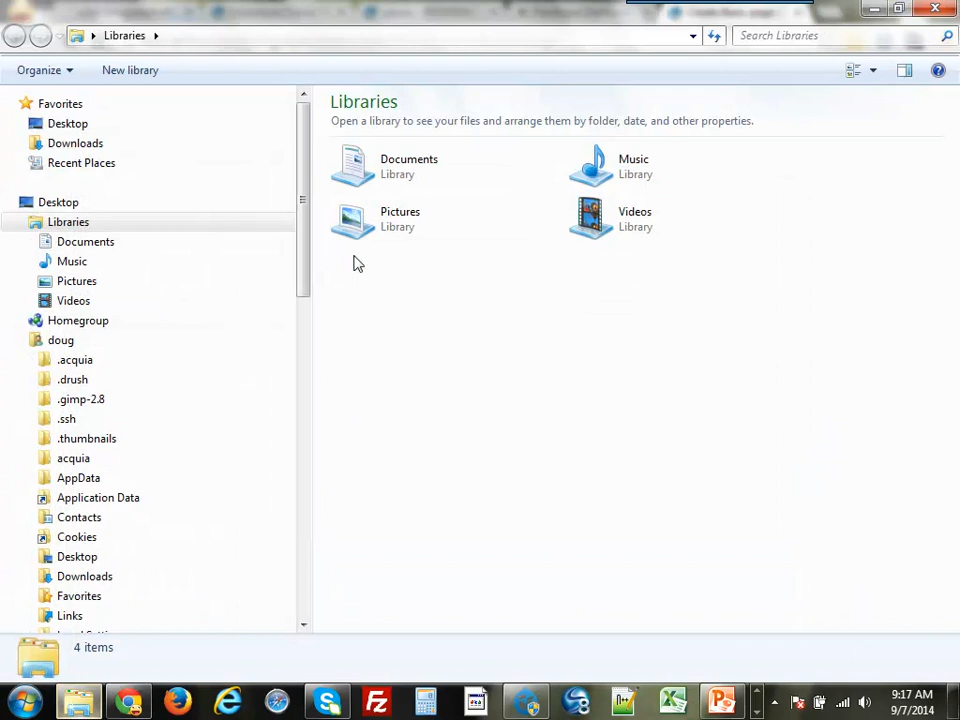 Libraries
Search Libraries
Organize
New library
Favorites
Desktop
Downloads
Recent Places
Desktop
Libraries
Documents
Music
Pictures
Videos
Homegroup
doug
.acquia
.drush
.gimp-2.8
.ssh
.thumbnails
acquia
AppData
Application Data
Contacts
Cookies
Desktop
Downloads
Favorites
Links
Libraries
Open a library to see your files and arrange them by folder, date, and other properties.
Documents
Library
Music
Library
Pictures
Library
Videos
Library
4 items
9:17 AM
9/7/2014